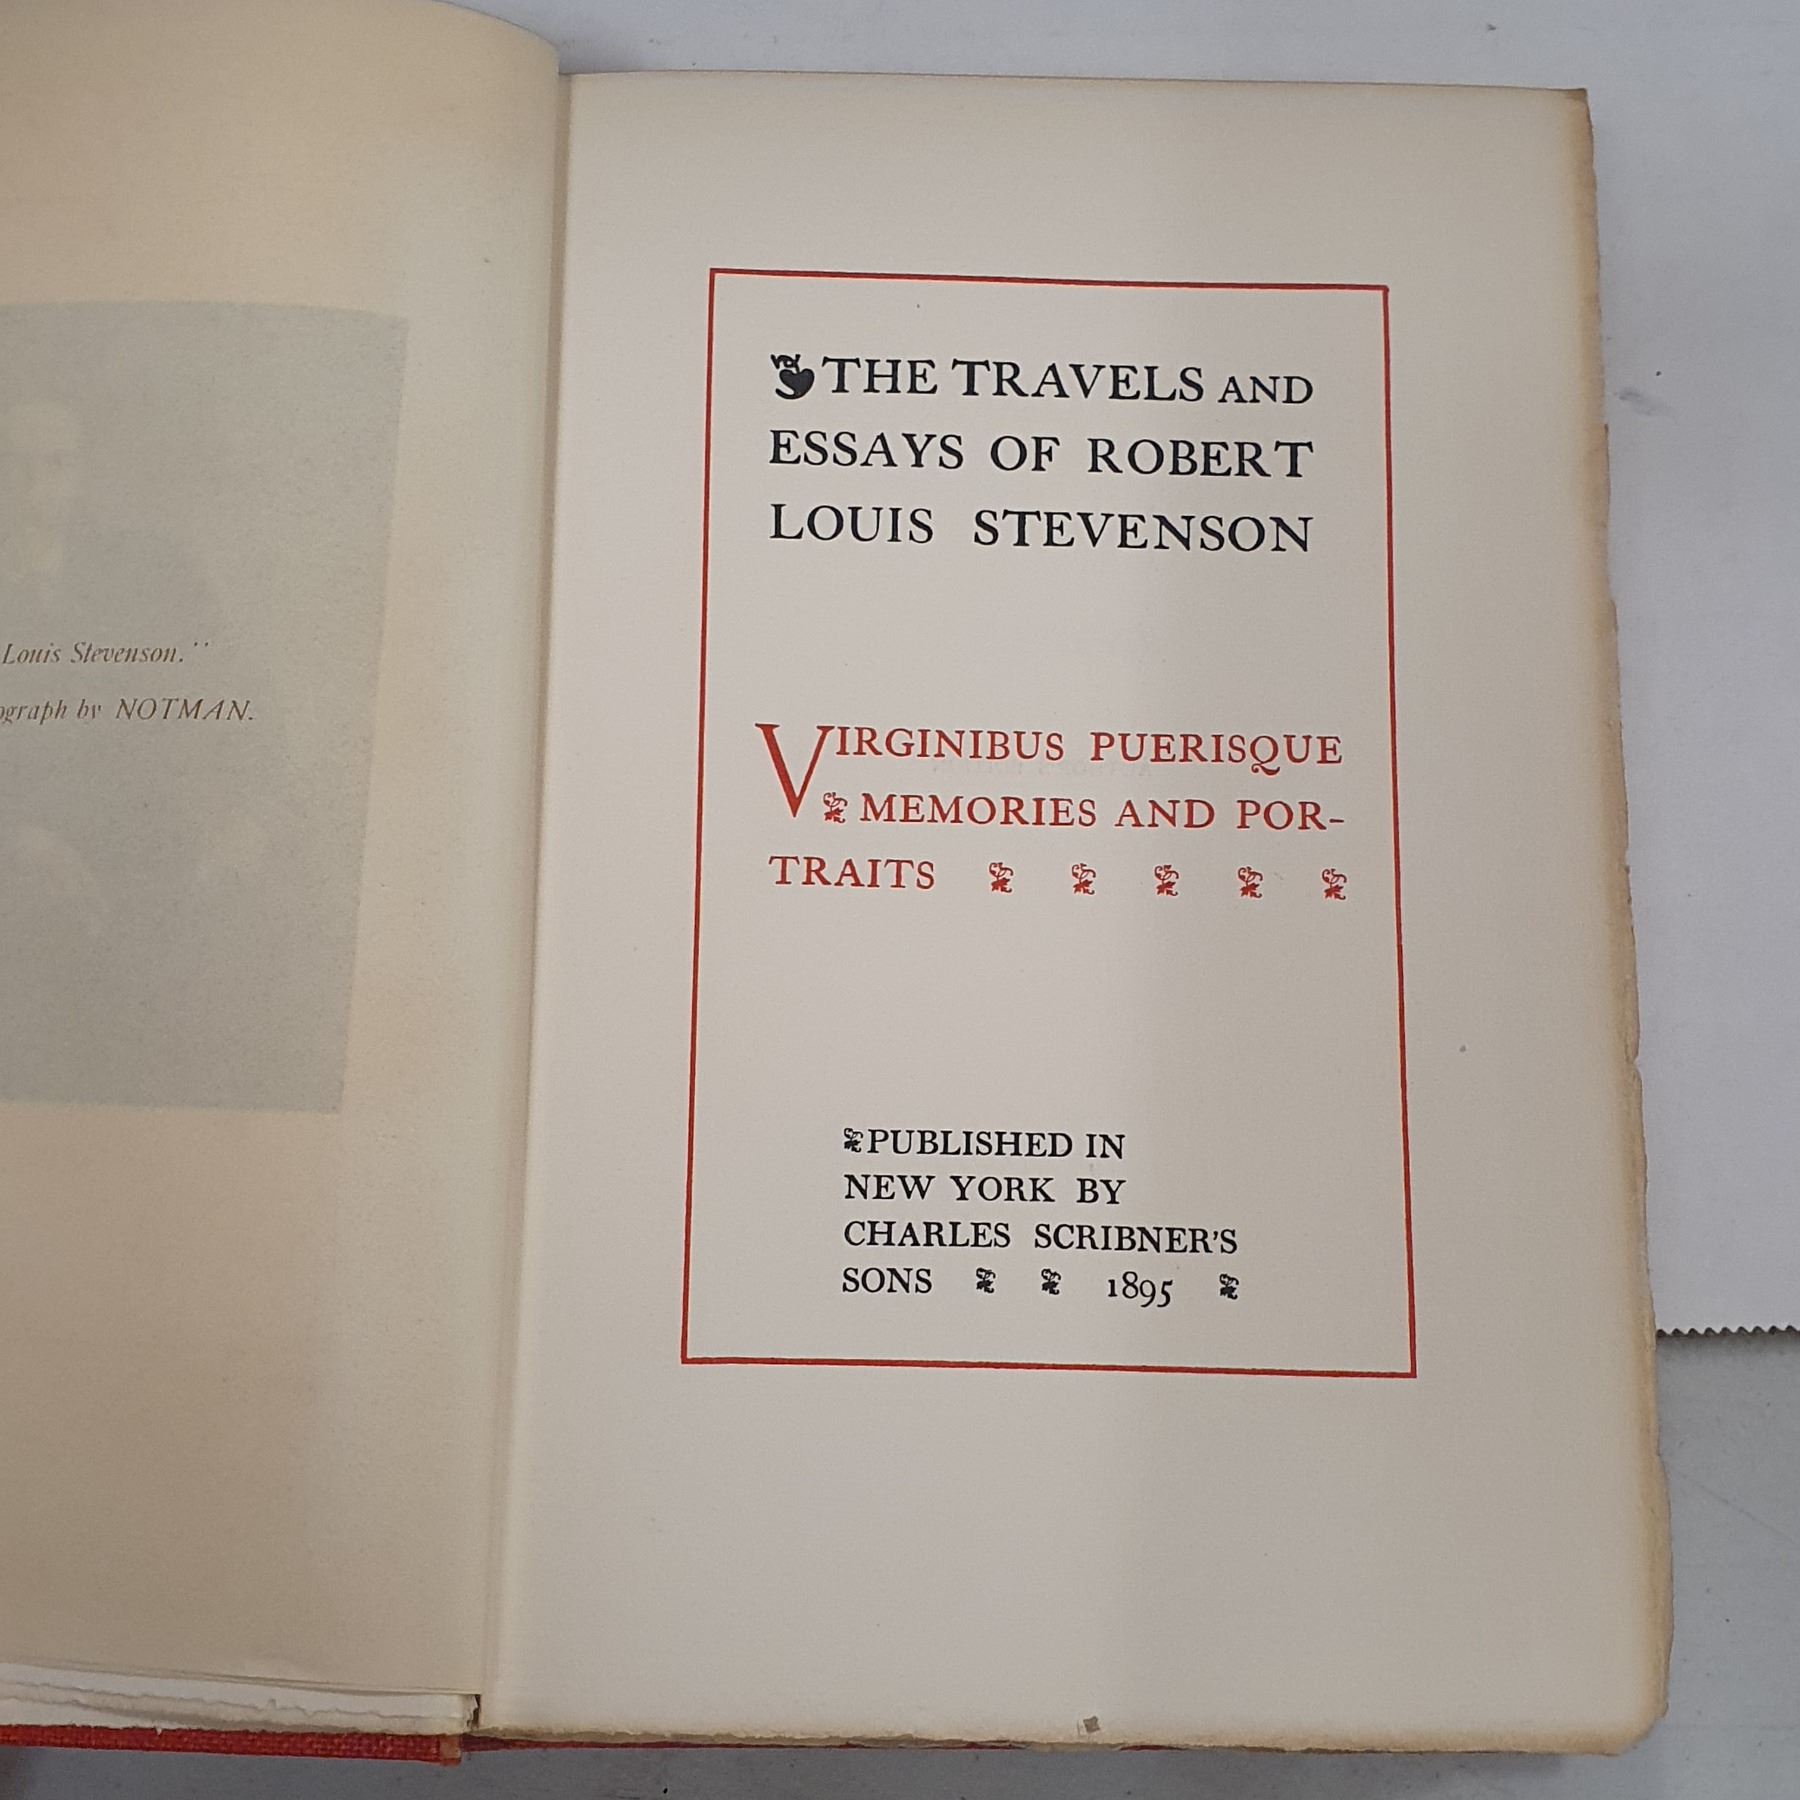 Louis Stevenson."
by NOTMAN.
THE TRAVELS AND
ESSAYS OF ROBERT
LOUIS STEVENSON
VIRGINIBUS PUERISQUE
MEMORIES AND POR-
TRAITS
PUBLISHED IN
NEW YORK BY
CHARLES SCRIBNER'S
SONS 1895